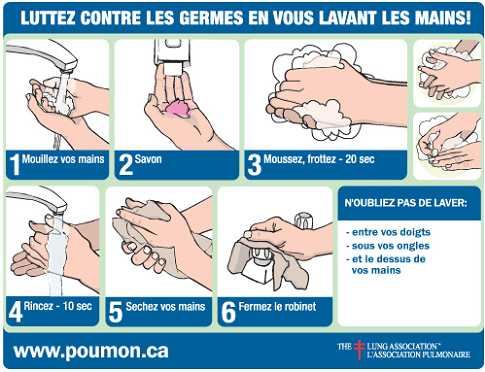 LUTTEZ CONTRE LES GERMES EN VOUS LAVANT LES MAINS!
1 Mouillez vos mains
2 Savon
3 Moussez, frottez - 20 sec
4 Rincez - 10 sec
5 Sechez vos mains
6 Fermez le robinet
N'OUBLIEZ PAS DE LAVER:
- entre vos doigts
- sous vos ongles
- et le dessus de
vos mains
www.poumon.ca
THE LUNG ASSOCIATION™
L'ASSOCIATION PULMONAIRE